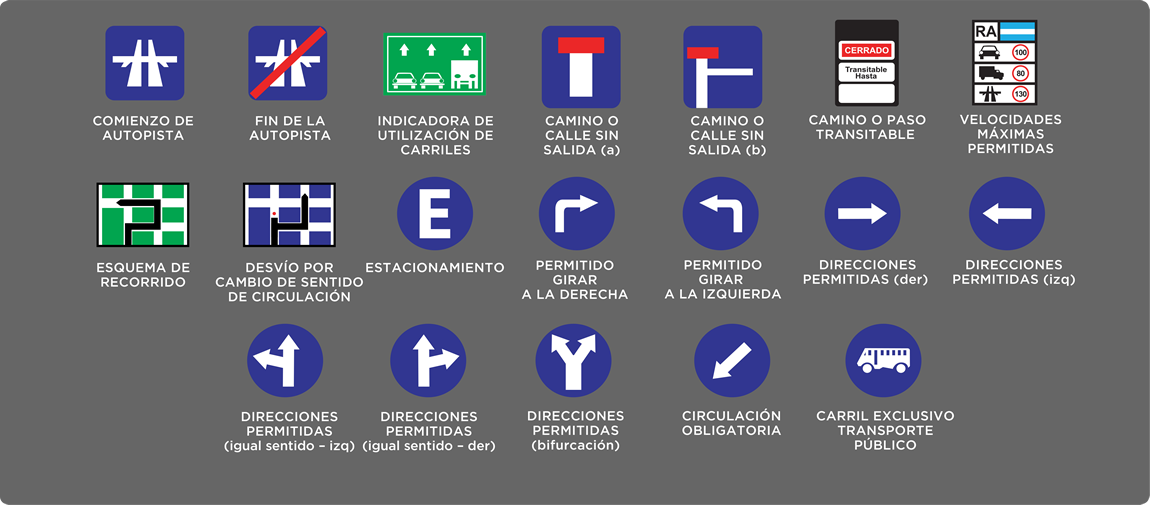 COMIENZO DE
AUTOPISTA
FIN DE LA
AUTOPISTA
INDICADORA DE
UTILIZACIÓN DE
CARRILES
CAMINO O
CALLE SIN
SALIDA (a)
CAMINO O
CALLE SIN
SALIDA (b)
CERRADO
Transitable
Hasta
CAMINO O PASO
TRANSITABLE
RA
100
80
130
VELOCIDADES
MÁXIMAS
PERMITIDAS
ESQUEMA DE
RECORRIDO
DESVÍO POR
CAMBIO DE SENTIDO
DE CIRCULACIÓN
E
ESTACIONAMIENTO
PERMITIDO
GIRAR
A LA DERECHA
PERMITIDO
GIRAR
A LA IZQUIERDA
DIRECCIONES
PERMITIDAS (der)
DIRECCIONES
PERMITIDAS (izq)
DIRECCIONES
PERMITIDAS
(igual sentido – izq)
DIRECCIONES
PERMITIDAS
(igual sentido – der)
DIRECCIONES
PERMITIDAS
(bifurcación)
CIRCULACIÓN
OBLIGATORIA
CARRIL EXCLUSIVO
TRANSPORTE
PÚBLICO